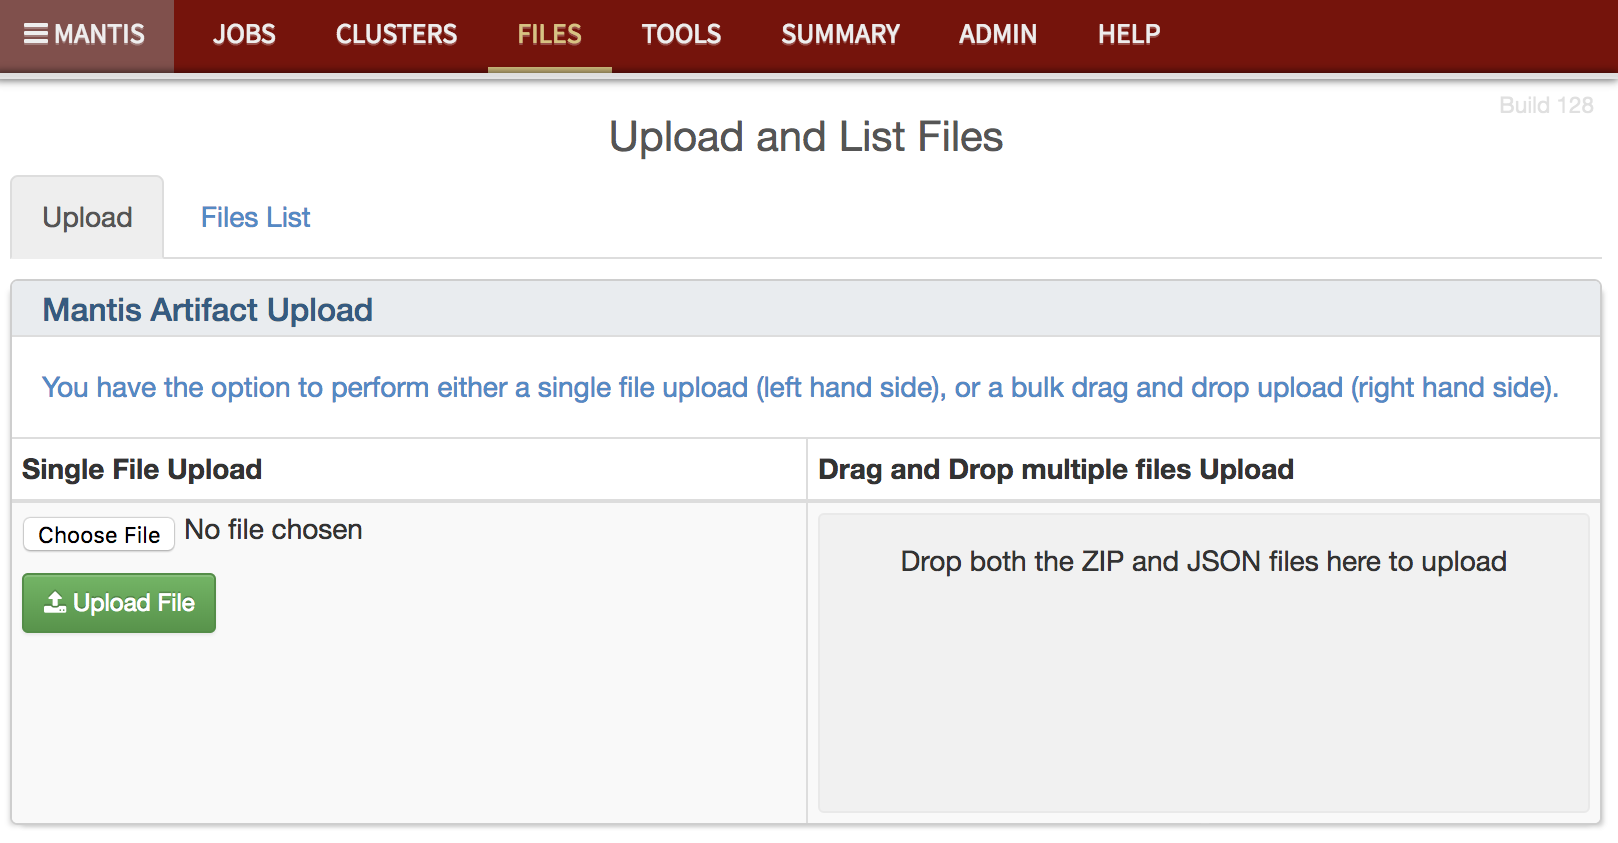 MANTIS JOBS CLUSTERS FILES TOOLS SUMMARY ADMIN HELP
Build 128
Upload and List Files
Upload Files List
Mantis Artifact Upload
You have the option to perform either a single file upload (left hand side), or a bulk drag and drop upload (right hand side).
Single File Upload
Choose File No file chosen
Upload File
Drag and Drop multiple files Upload
Drop both the ZIP and JSON files here to upload